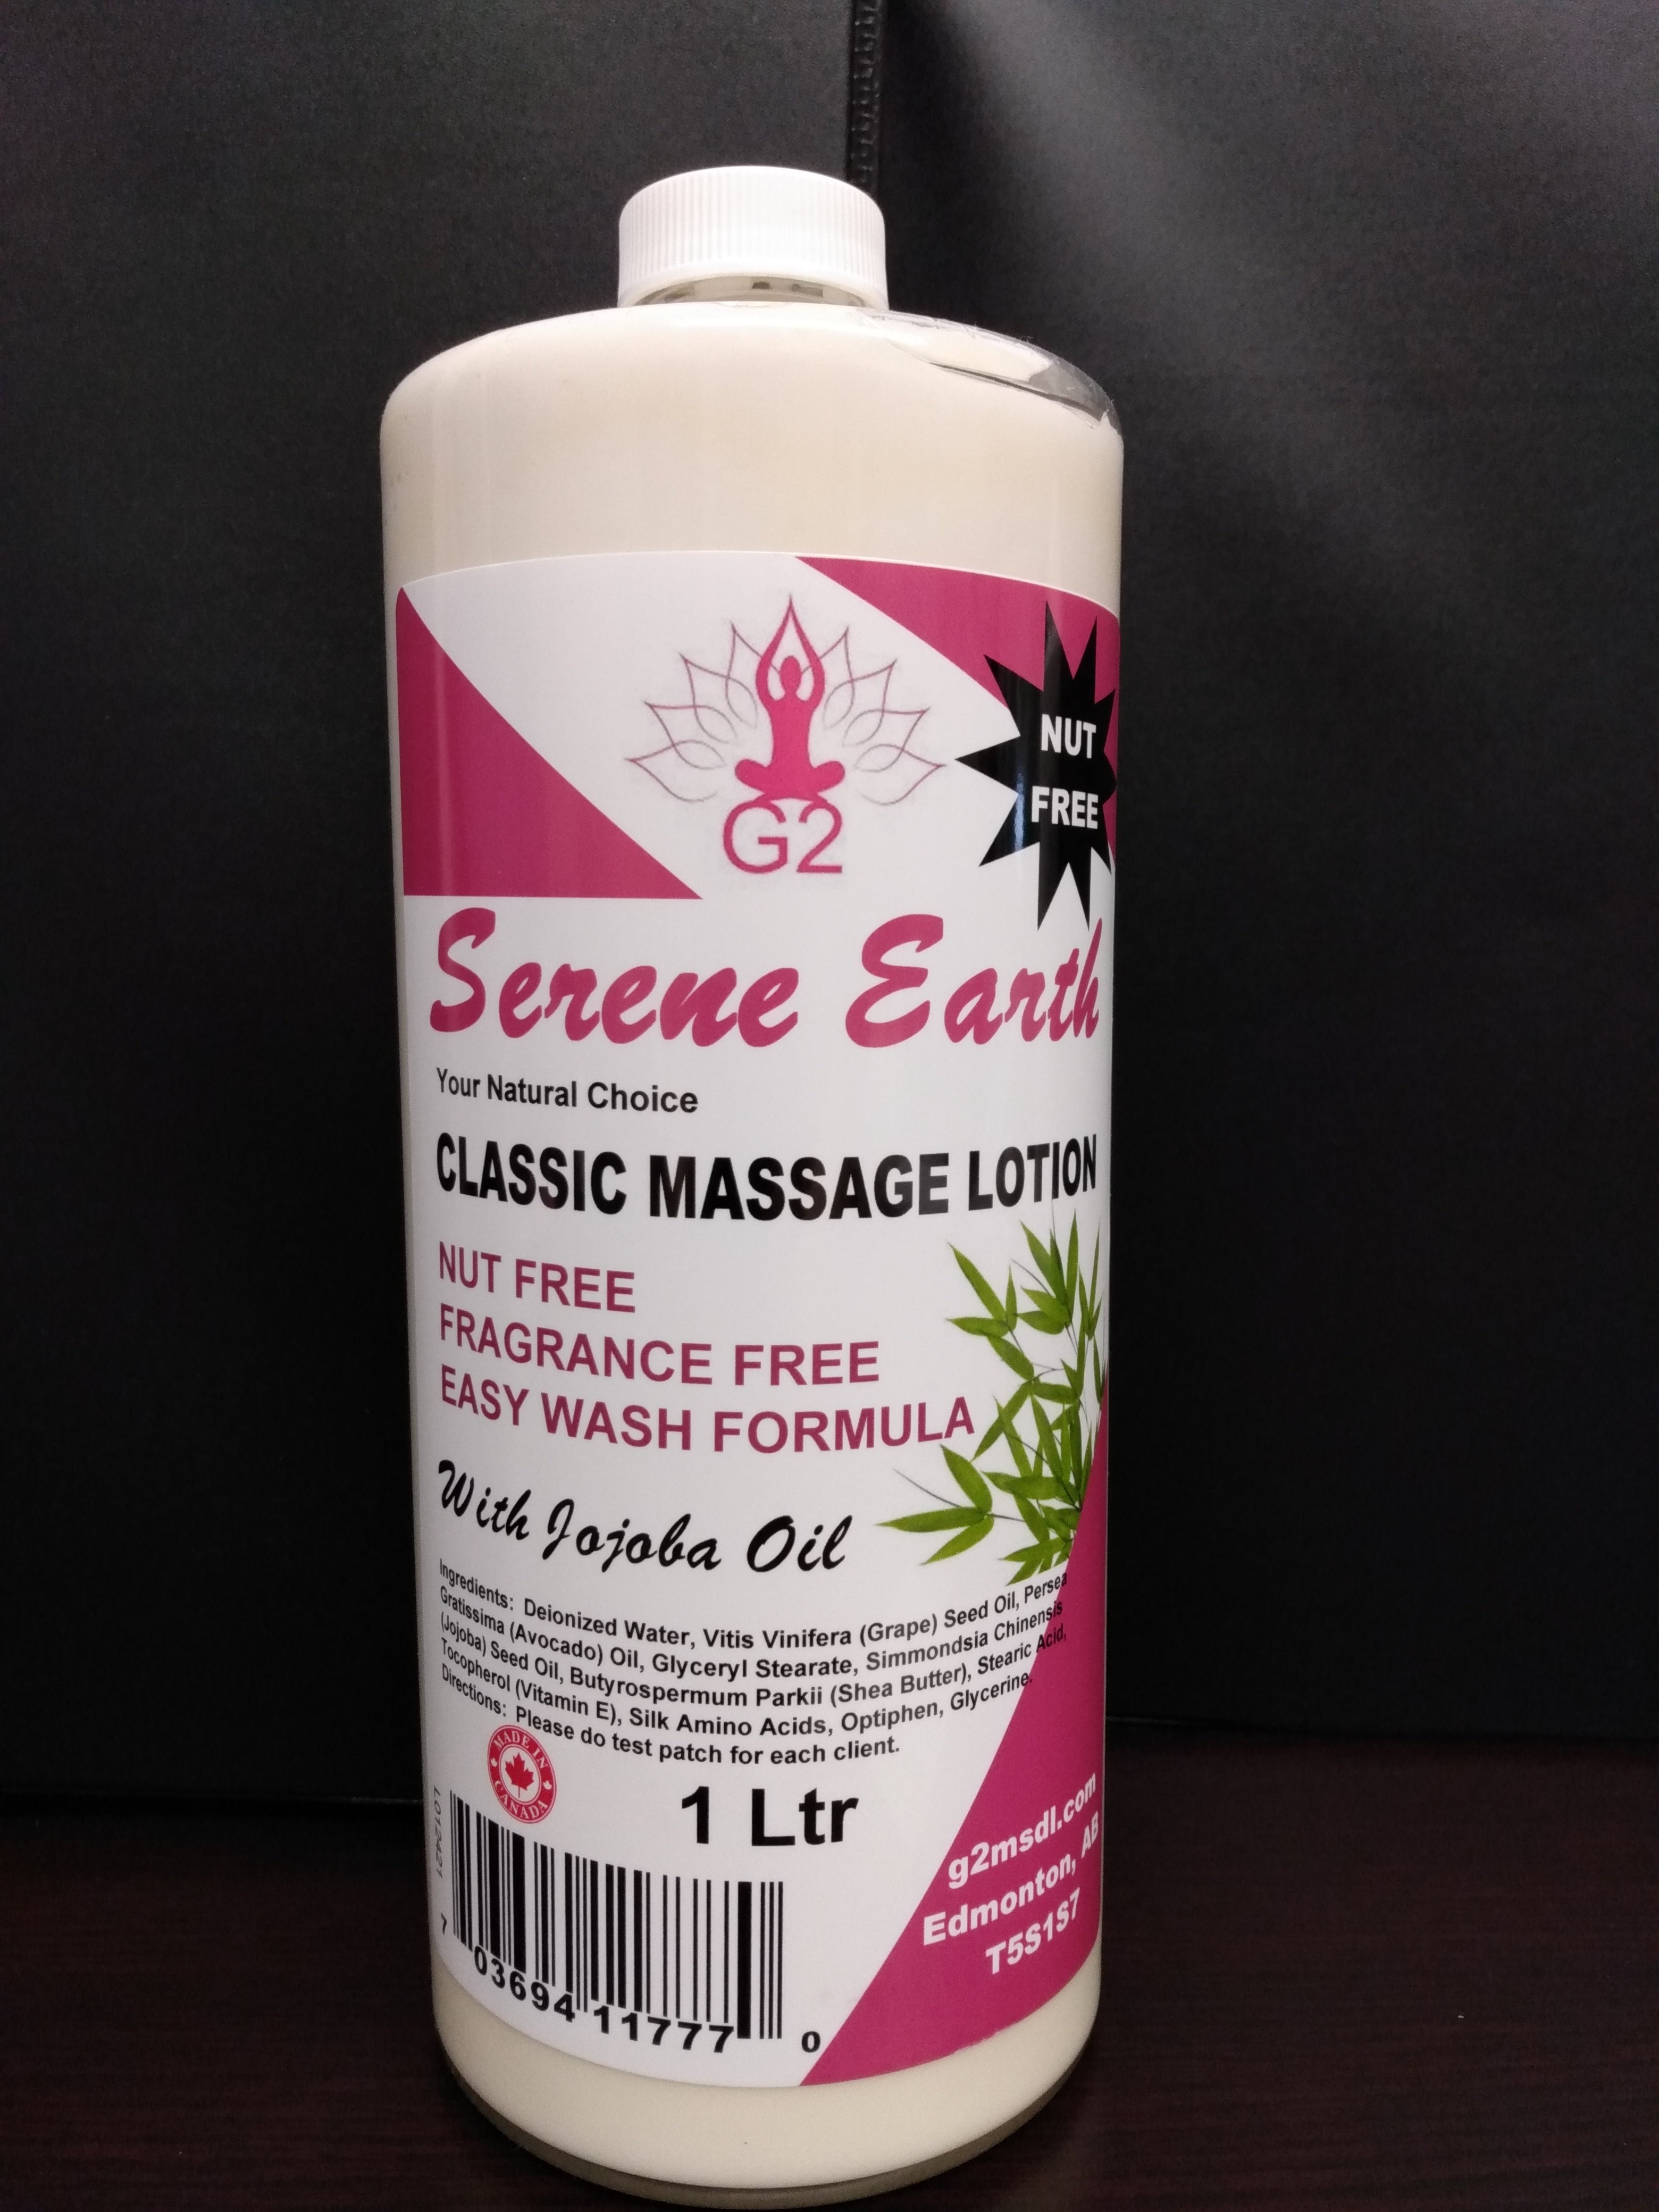 G2
NUT
FREE
Serene Earth
Your Natural Choice
CLASSIC MASSAGE LOTION
NUT FREE
FRAGRANCE FREE
EASY WASH FORMULA
With Jojoba Oil
Ingredients: Deionized Water, Vitis Vinifera (Grape) Seed Oil, Persea
Gratissima (Avocado) Oil, Glyceryl Stearate, Simmondsia Chinensis
(Jojoba) Seed Oil, Butyrospermum Parkii (Shea Butter), Stearic Acid,
Tocopherol (Vitamin E), Silk Amino Acids, Optiphen, Glycerine.
Directions: Please do test patch for each client.
MADE IN
CANADA
1 Ltr
L012421
7 03694 11777 0
g2msdl.com
Edmonton, AB
T5S1S7